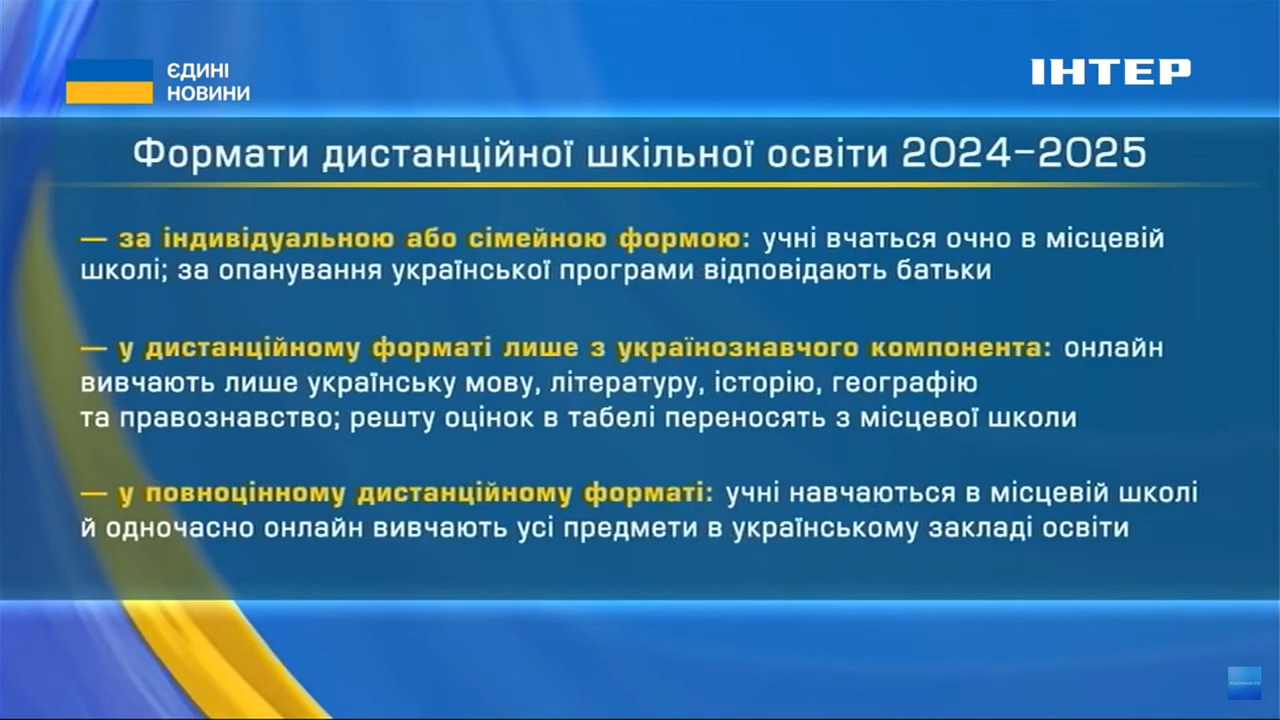 ЄДИНІ
НОВИНИ
ІНТЕР
Формати дистанційної шкільної освіти 2024–2025
— за індивідуальною або сімейною формою: учні вчаться очно в місцевій
школі; за опанування української програми відповідають батьки
— у дистанційному форматі лише з українознавчого компонента: онлайн
вивчають лише українську мову, літературу, історію, географію
та правознавство; решту оцінок в табелі переносять з місцевої школи
— у повноцінному дистанційному форматі: учні навчаються в місцевій школі
й одночасно онлайн вивчають усі предмети в українському закладі освіти